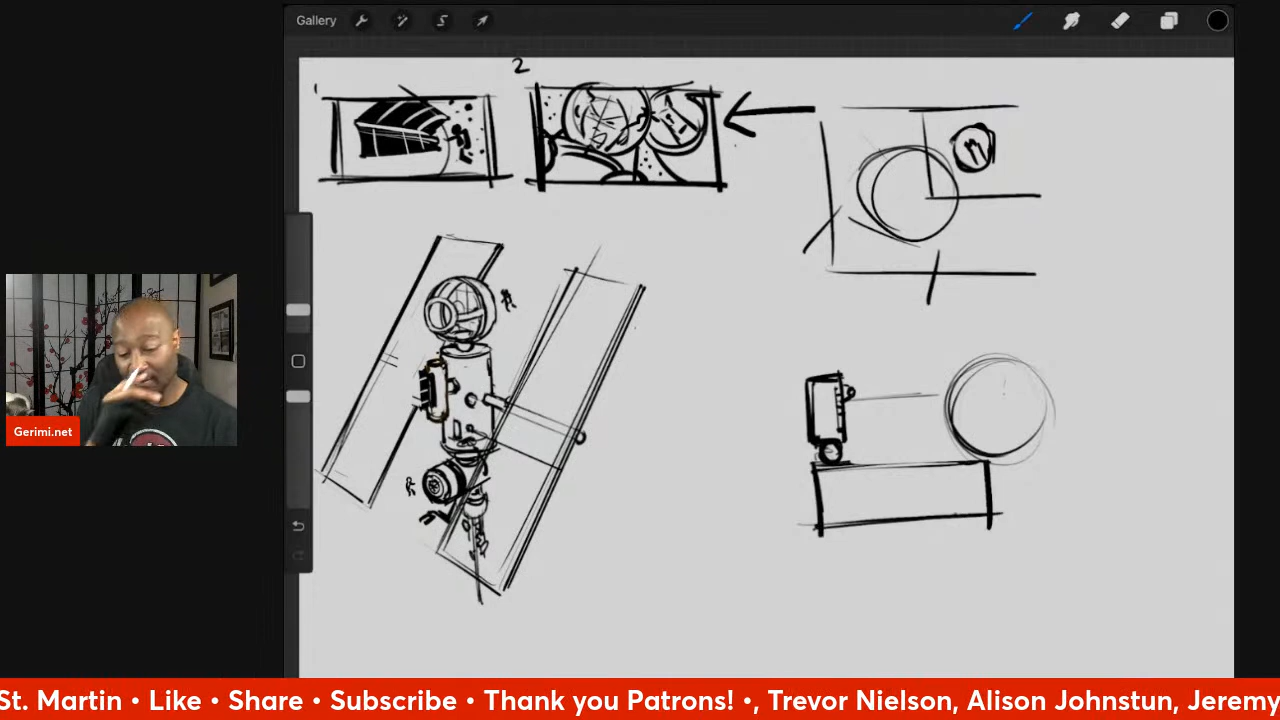 Gallery
2
Gerimi.net
St. Martin • Like • Share • Subscribe • Thank you Patrons! •, Trevor Nielson, Alison Johnstun, Jeremy